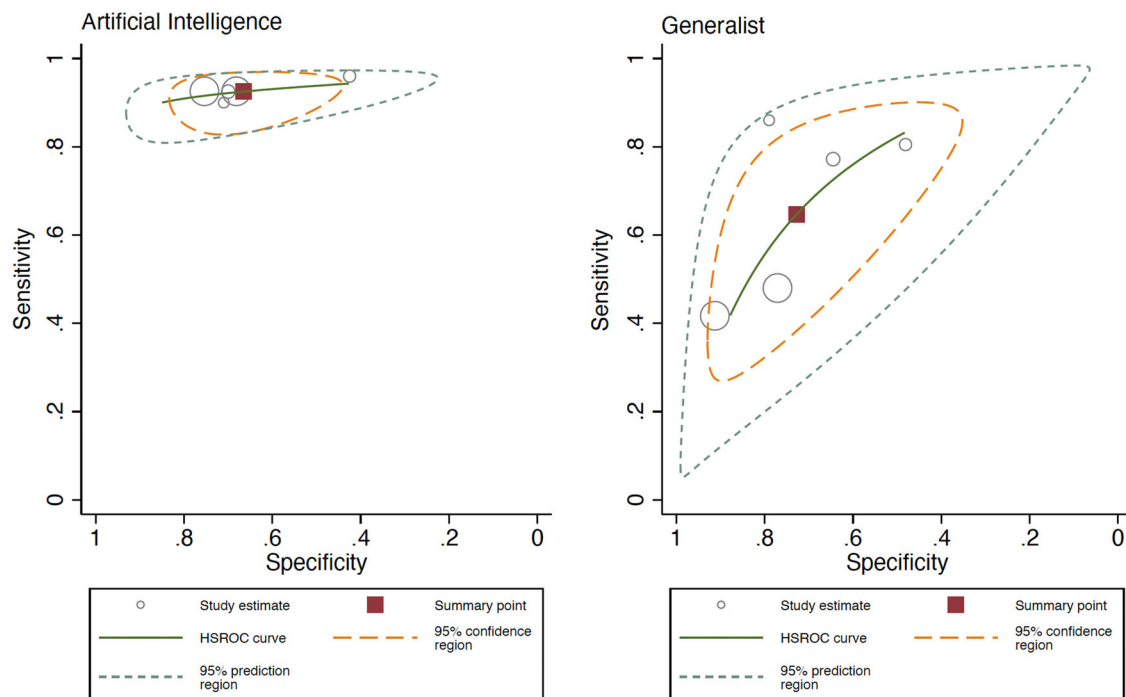 Artificial Intelligence
1
.8
.6
.4
.2
0
Sensitivity
1
.8
.6
.4
.2
0
Specificity
Study estimate
Summary point
HSROC curve
95% confidence
region
95% prediction
region
Generalist
1
.8
.6
.4
.2
0
Sensitivity
1
.8
.6
.4
.2
0
Specificity
Study estimate
Summary point
HSROC curve
95% confidence
region
95% prediction
region